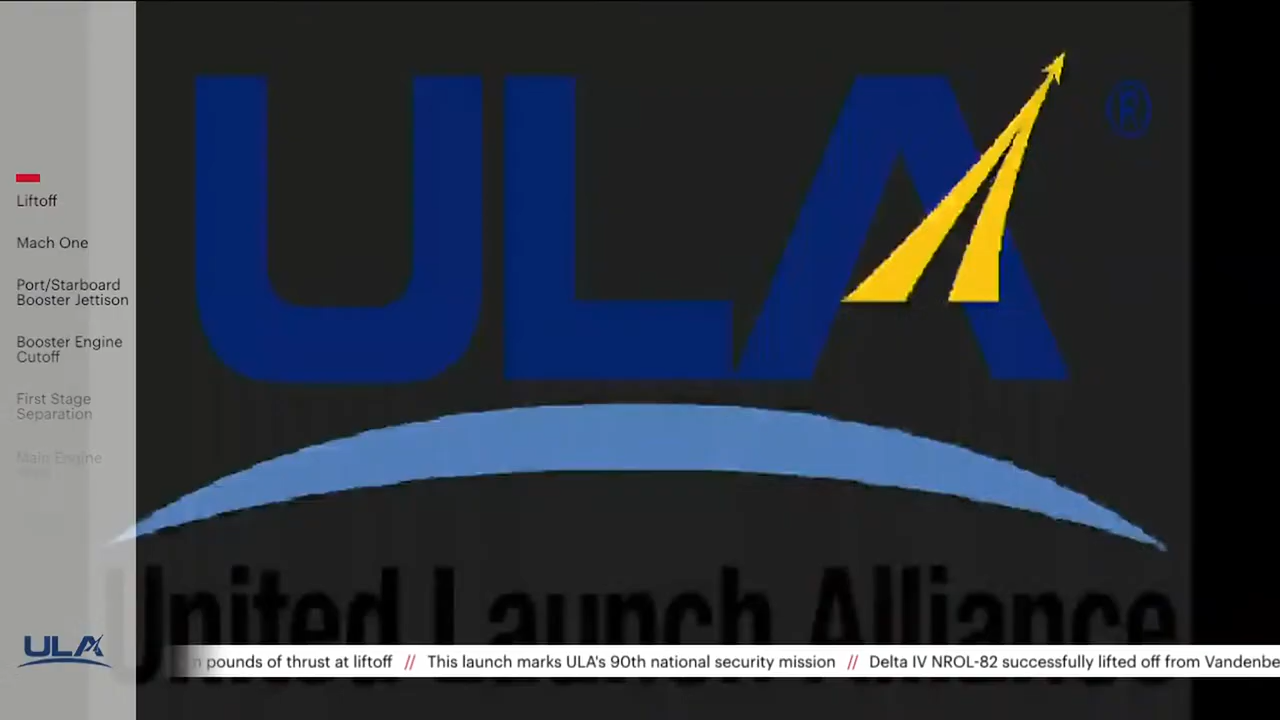 ULA®
Liftoff
Mach One
Port/Starboard
Booster Jettison
Booster Engine
Cutoff
First Stage
Separation
Main Engine
United Launch Alliance
ULA
pounds of thrust at liftoff // This launch marks ULA's 90th national security mission // Delta IV NROL-82 successfully lifted off from Vandenbe